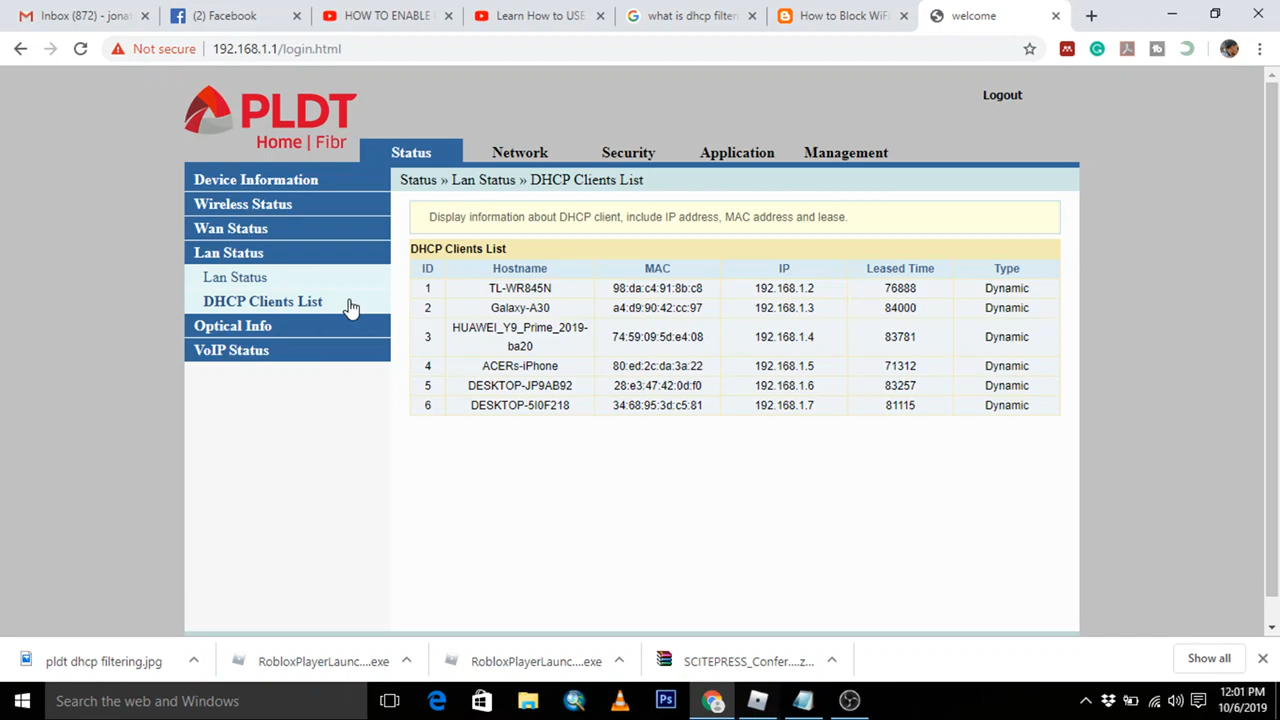 Inbox (872) - jonat
(2) Facebook
HOW TO ENABLE
Learn How to USE
what is dhcp filterin
How to Block WiFi
welcome
Not secure
192.168.1.1/login.html
Logout
PLDT
Home | Fibr
Status
Network
Security
Application
Management
Device Information
Wireless Status
Wan Status
Lan Status
Lan Status
DHCP Clients List
Optical Info
VoIP Status
Status » Lan Status » DHCP Clients List
Display information about DHCP client, include IP address, MAC address and lease.
DHCP Clients List
ID Hostname MAC IP Leased Time Type
1 TL-WR845N 98:da:c4:91:8b:c8 192.168.1.2 76888 Dynamic
2 Galaxy-A30 a4:d9:90:42:cc:97 192.168.1.3 84000 Dynamic
3 HUAWEI_Y9_Prime_2019-
ba20 74:59:09:5d:e4:08 192.168.1.4 83781 Dynamic
4 ACERs-iPhone 80:ed:2c:da:3a:22 192.168.1.5 71312 Dynamic
5 DESKTOP-JP9AB92 28:e3:47:42:0d:f0 192.168.1.6 83257 Dynamic
6 DESKTOP-5I0F218 34:68:95:3d:c5:81 192.168.1.7 81115 Dynamic
pldt dhcp filtering.jpg
RobloxPlayerLaunc....exe
RobloxPlayerLaunc....exe
SCITEPRESS_Confer....z...
Show all
Search the web and Windows
Ps
12:01 PM
10/6/2019